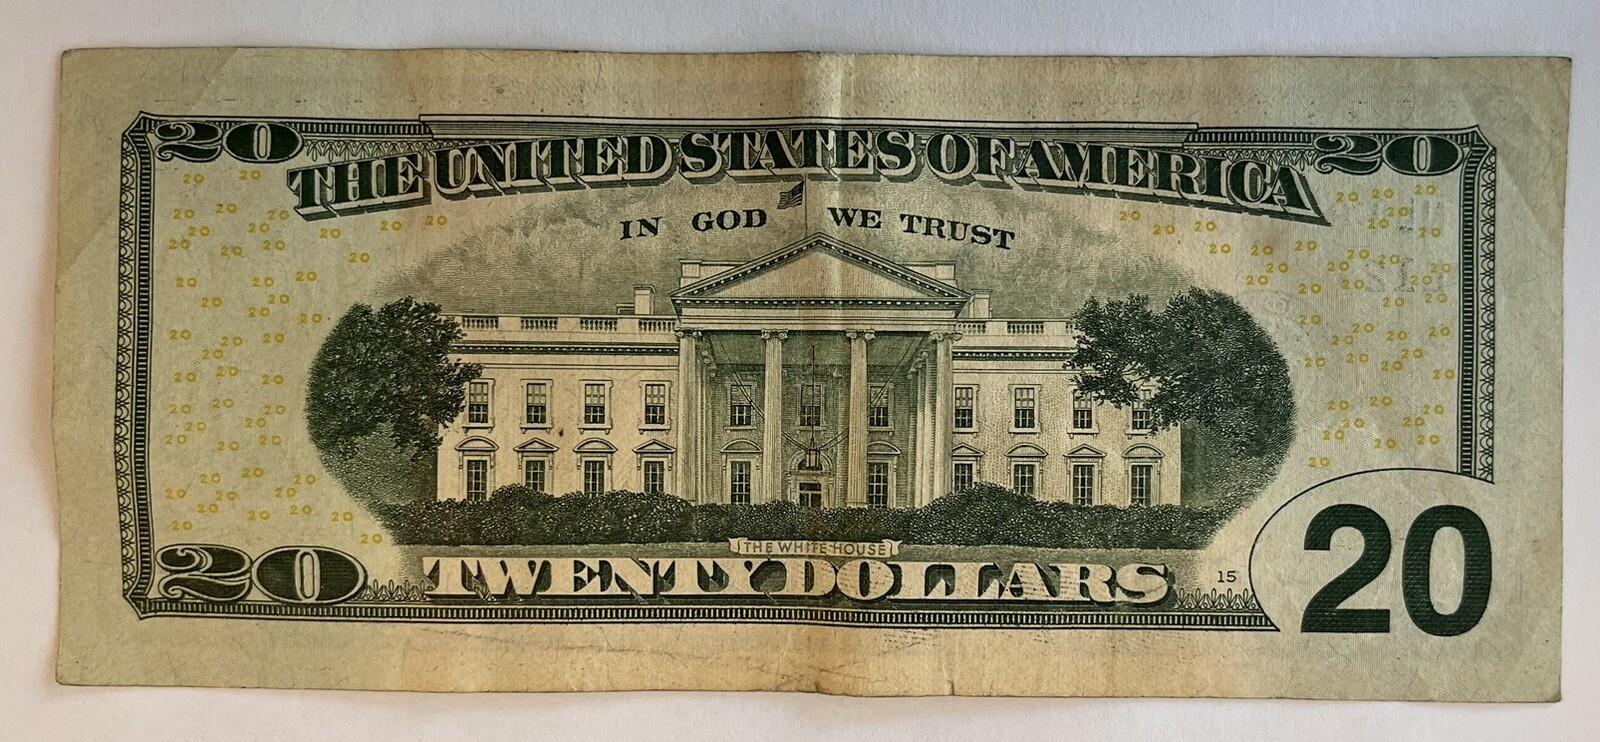 20 20
THE UNITED STATES OF AMERICA
IN GOD WE TRUST
THE WHITE HOUSE
20 TWENTY DOLLARS 15 20